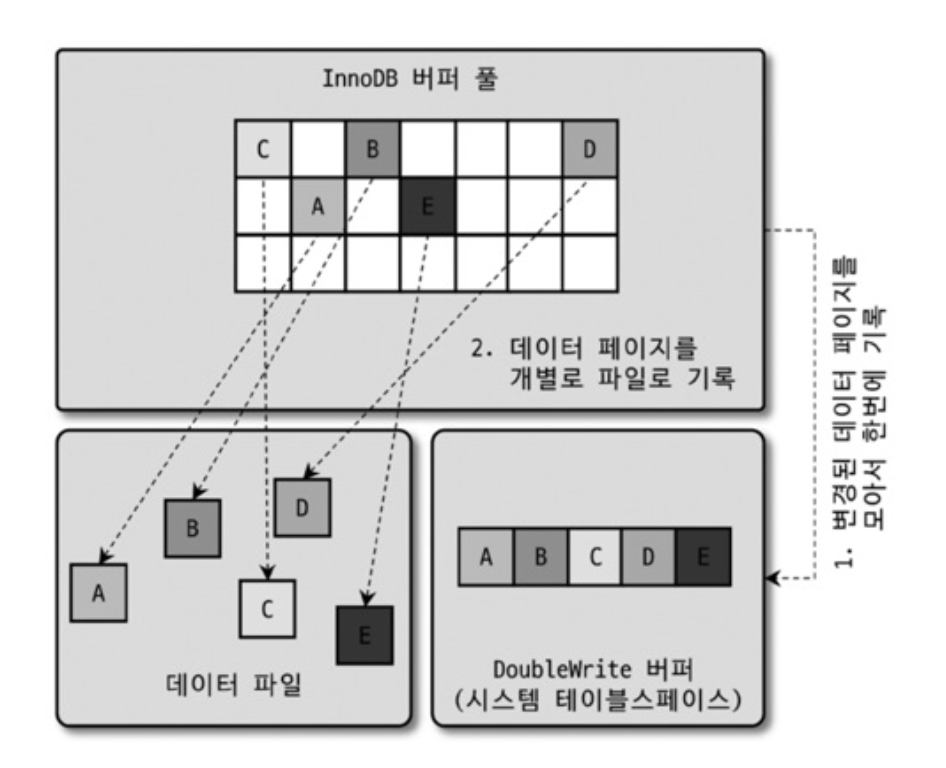 InnoDB 버퍼 풀
C
B
D
A
E
2. 데이터 페이지를
개별로 파일로 기록
1. 변경된 데이터 페이지를
모아서 한번에 기록
A
B
C
D
E
데이터 파일
A
B
C
D
E
DoubleWrite 버퍼
(시스템 테이블스페이스)